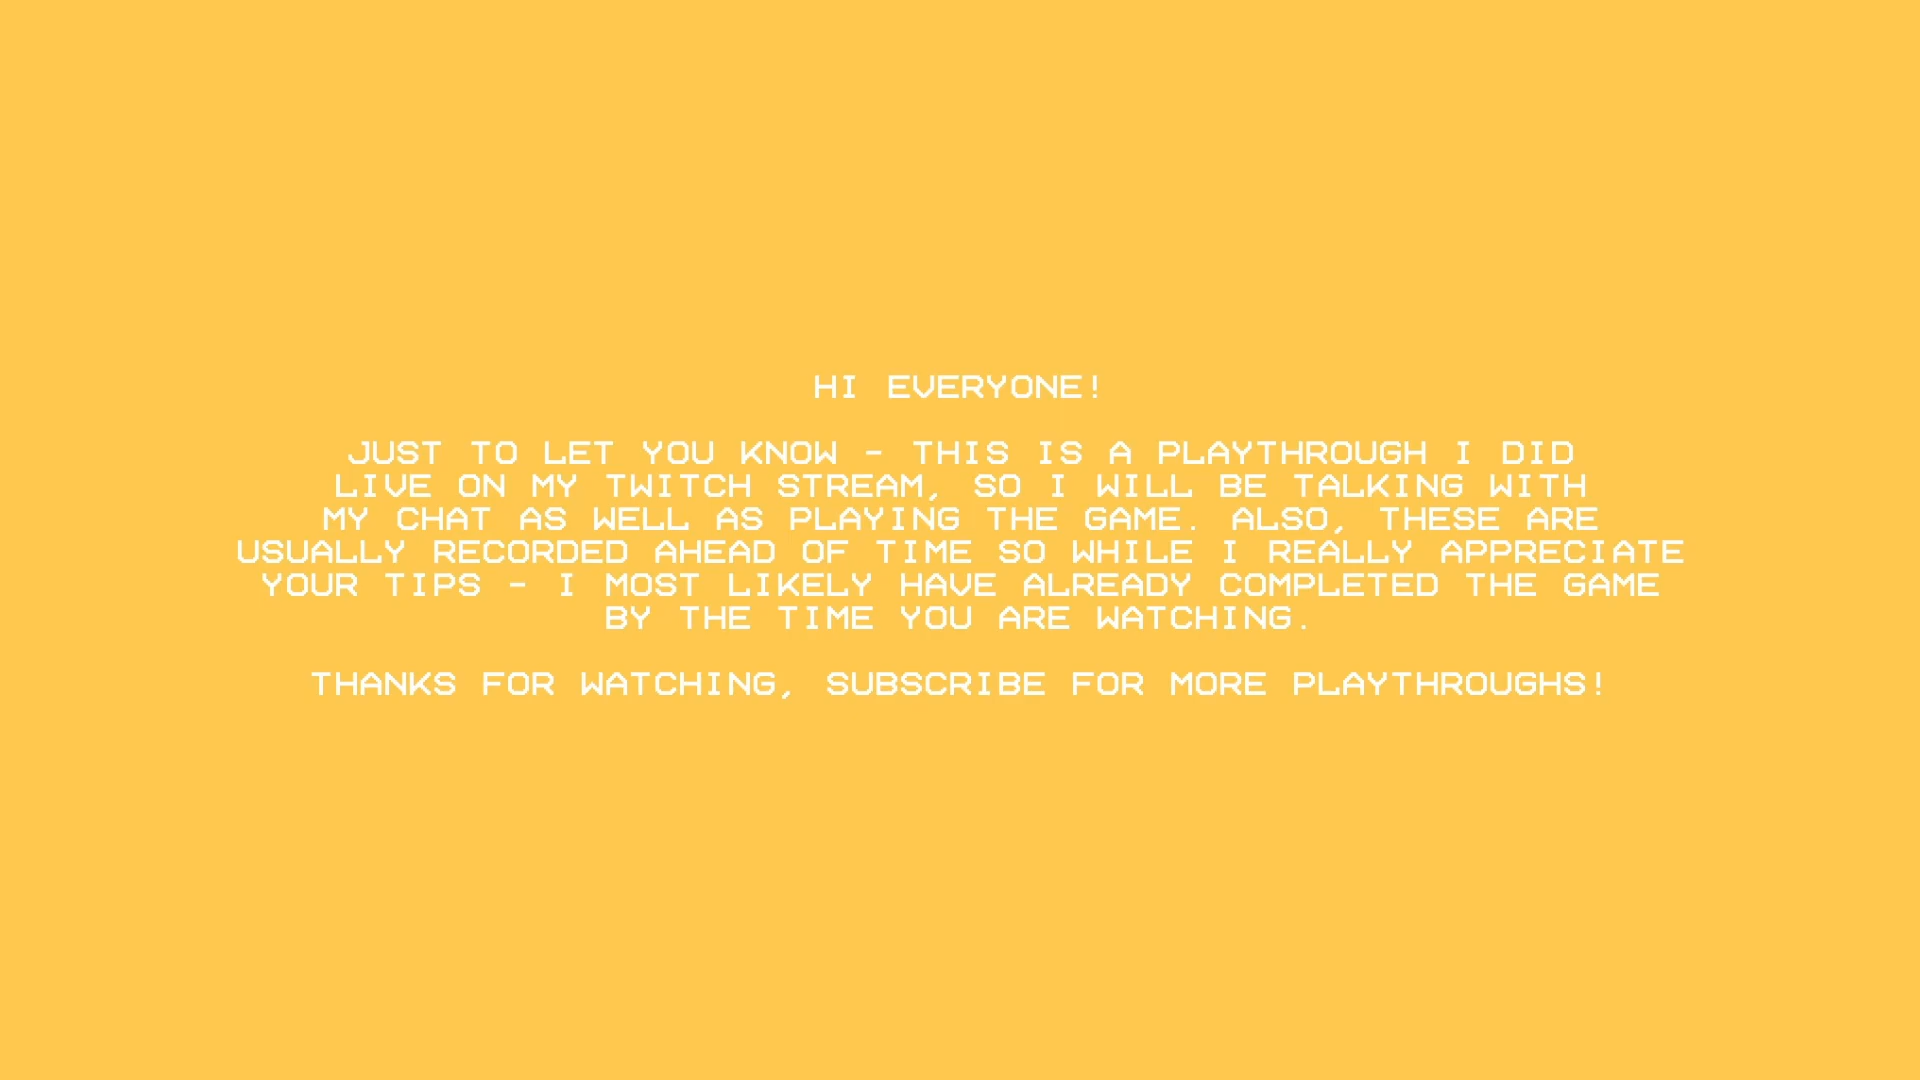 HI EVERYONE!
JUST TO LET YOU KNOW - THIS IS A PLAYTHROUGH I DID
LIVE ON MY TWITCH STREAM, SO I WILL BE TALKING WITH
MY CHAT AS WELL AS PLAYING THE GAME. ALSO, THESE ARE
USUALLY RECORDED AHEAD OF TIME SO WHILE I REALLY APPRECIATE
YOUR TIPS - I MOST LIKELY HAVE ALREADY COMPLETED THE GAME
BY THE TIME YOU ARE WATCHING.
THANKS FOR WATCHING, SUBSCRIBE FOR MORE PLAYTHROUGHS!